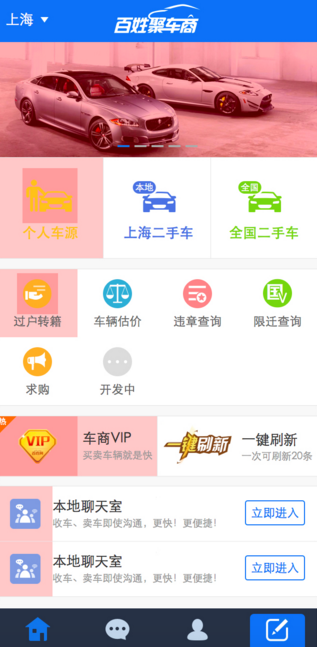 上海
百姓聚车商
个人车源
本地
上海二手车
全国
全国二手车
过户转籍
车辆估价
违章查询
限迁查询
求购
开发中
热
VIP
车商VIP
买卖车辆就是快
一键刷新
一键刷新
一次可刷新20条
本地聊天室
收车、卖车即使沟通，更快！更便捷！
立即进入
本地聊天室
收车、卖车即使沟通，更快！更便捷！
立即进入